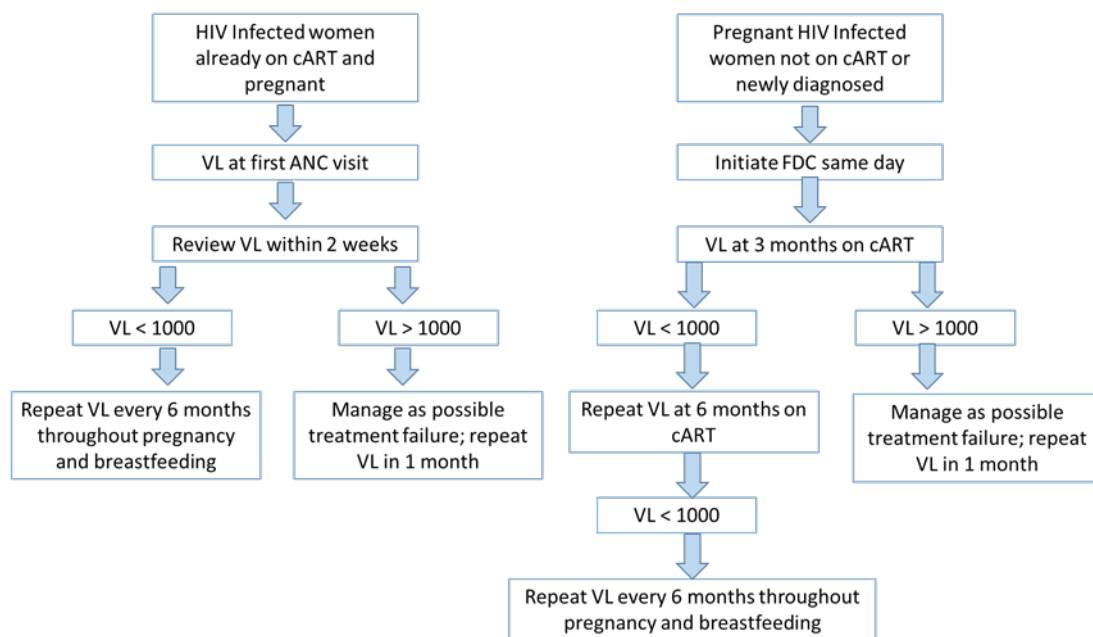 HIV Infected women
already on cART and
pregnant
VL at first ANC visit
Review VL within 2 weeks
VL < 1000
VL > 1000
Repeat VL every 6 months
throughout pregnancy
and breastfeeding
Manage as possible
treatment failure; repeat
VL in 1 month
Pregnant HIV Infected
women not on cART or
newly diagnosed
Initiate FDC same day
VL at 3 months on cART
VL < 1000
VL > 1000
Repeat VL at 6 months on
cART
Manage as possible
treatment failure; repeat
VL in 1 month
VL < 1000
Repeat VL every 6 months throughout
pregnancy and breastfeeding